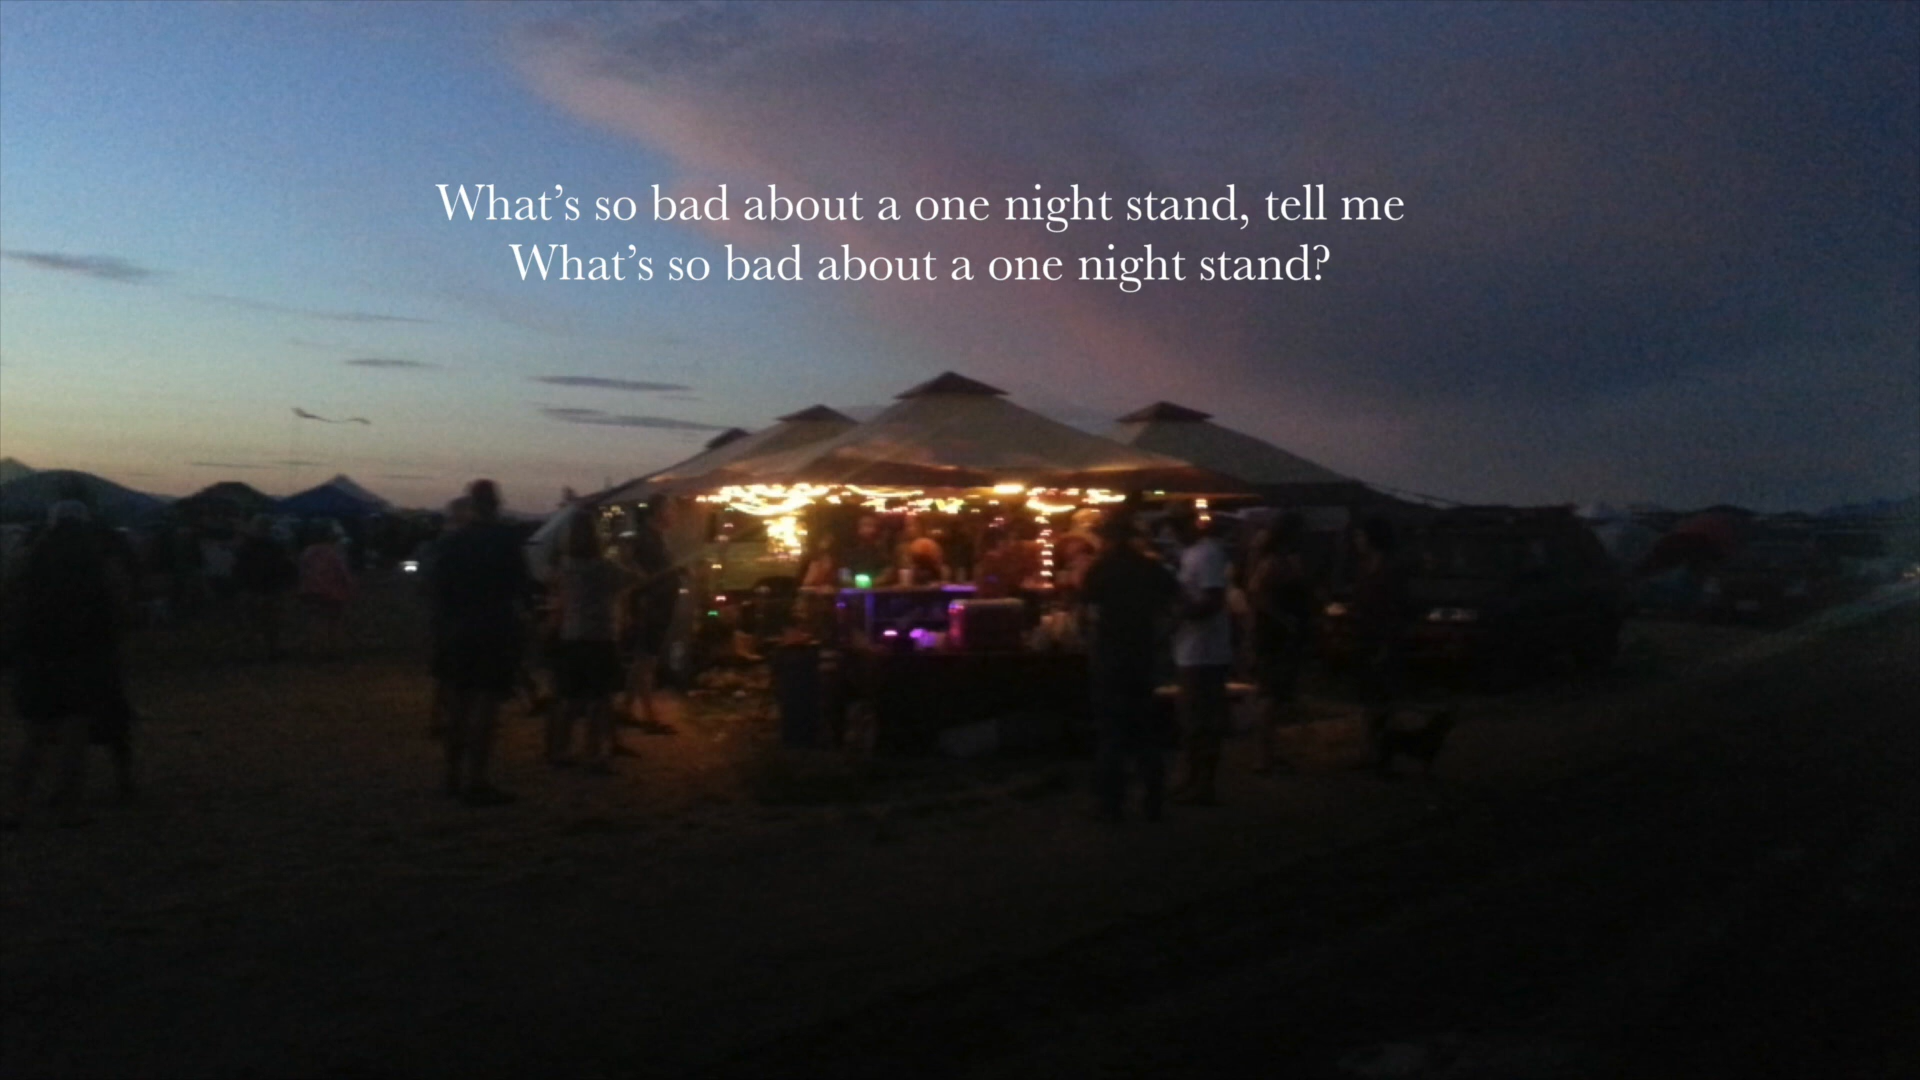 What’s so bad about a one night stand, tell me
What’s so bad about a one night stand?